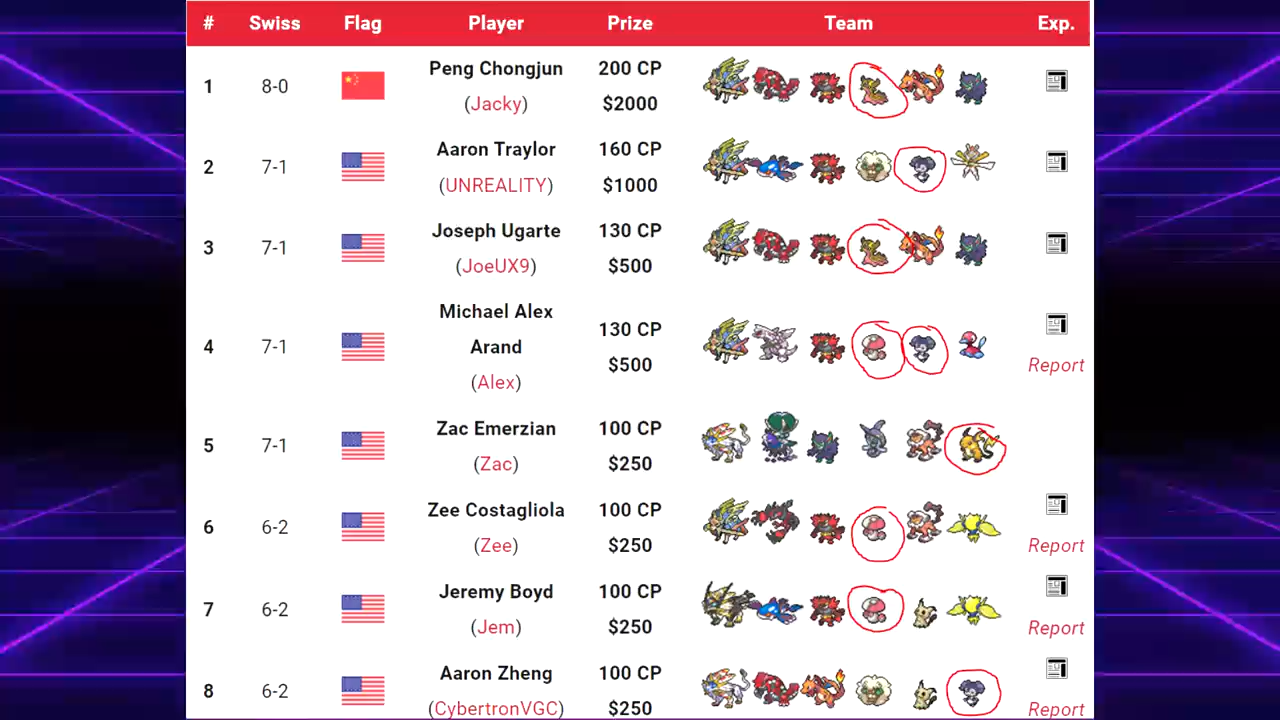 # Swiss Flag Player Prize Team Exp.
1 8-0 Peng Chongjun (Jacky) 200 CP $2000
2 7-1 Aaron Traylor (UNREALITY) 160 CP $1000
3 7-1 Joseph Ugarte (JoeUX9) 130 CP $500
4 7-1 Michael Alex Arand (Alex) 130 CP $500 Report
5 7-1 Zac Emerzian (Zac) 100 CP $250
6 6-2 Zee Costagliola (Zee) 100 CP $250 Report
7 6-2 Jeremy Boyd (Jem) 100 CP $250 Report
8 6-2 Aaron Zheng (CybertronVGC) 100 CP $250 Report